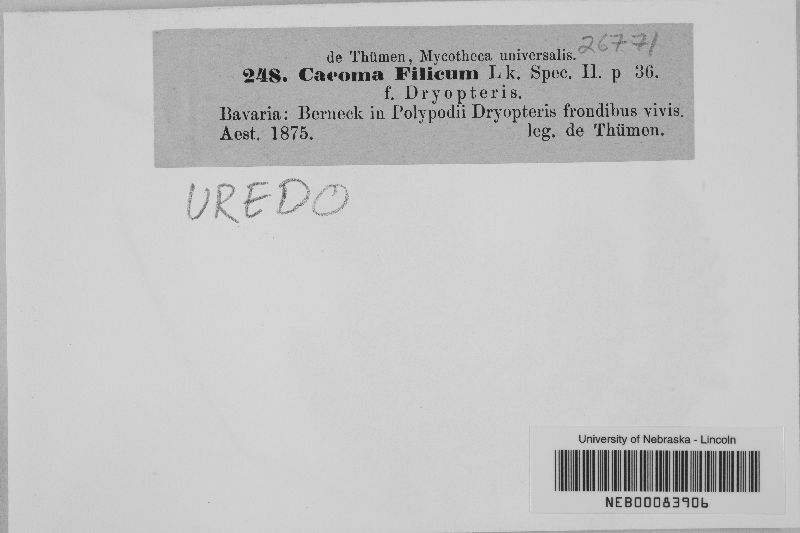 26771
de Thümen, Mycotheca universalis.
248. Caeoma Filicum Lk. Spec. II. p 36.
f. Dryopteris.
Bavaria: Berneck in Polypodii Dryopteris frondibus vivis.
Aest. 1875. leg. de Thümen.
UREDO
University of Nebraska - Lincoln
NEB00083906